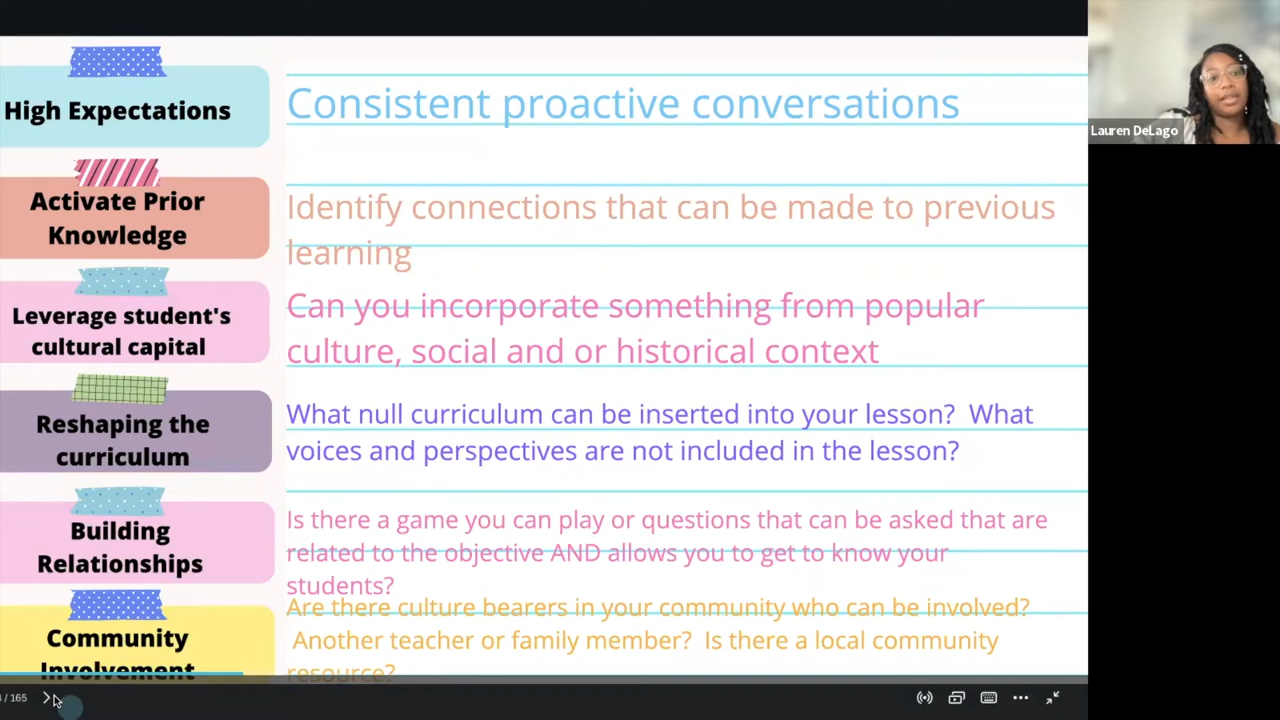 High Expectations
Consistent proactive conversations
Activate Prior
Knowledge
Identify connections that can be made to previous
learning
Leverage student's
cultural capital
Can you incorporate something from popular
culture, social and or historical context
Reshaping the
curriculum
What null curriculum can be inserted into your lesson?  What
voices and perspectives are not included in the lesson?
Building
Relationships
Is there a game you can play or questions that can be asked that are
related to the objective AND allows you to get to know your
students?
Community
Involvement
Are there culture bearers in your community who can be involved?
Another teacher or family member?  Is there a local community
resource?
/ 165
Lauren DeLago